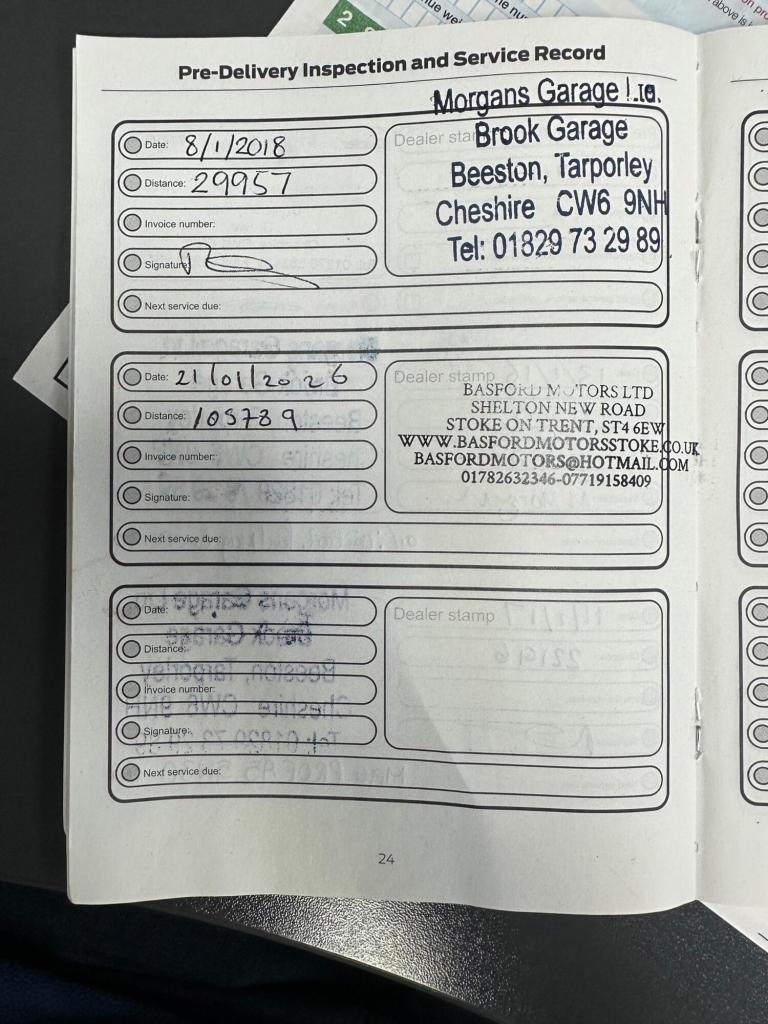 2
Pre-Delivery Inspection and Service Record
Date: 8/1/2018
Distance: 29957
Invoice number:
Signature
Next service due:
Dealer stamp
Morgans Garage Ltd.
Brook Garage
Beeston, Tarporley
Cheshire CW6 9NH
Tel: 01829 73 29 89
Date: 21/01/2026
Distance: 105789
Invoice number:
Signature:
Next service due:
Dealer stamp
BASFORD MOTORS LTD
SHELTON NEW ROAD
STOKE ON TRENT, ST4 6EW
WWW.BASFORDMOTORSSTOKE.CO.UK
BASFORDMOTORS@HOTMAIL.COM
01782632346-07719158409
Date:
Distance:
Invoice number:
Signature:
Next service due:
Dealer stamp
24